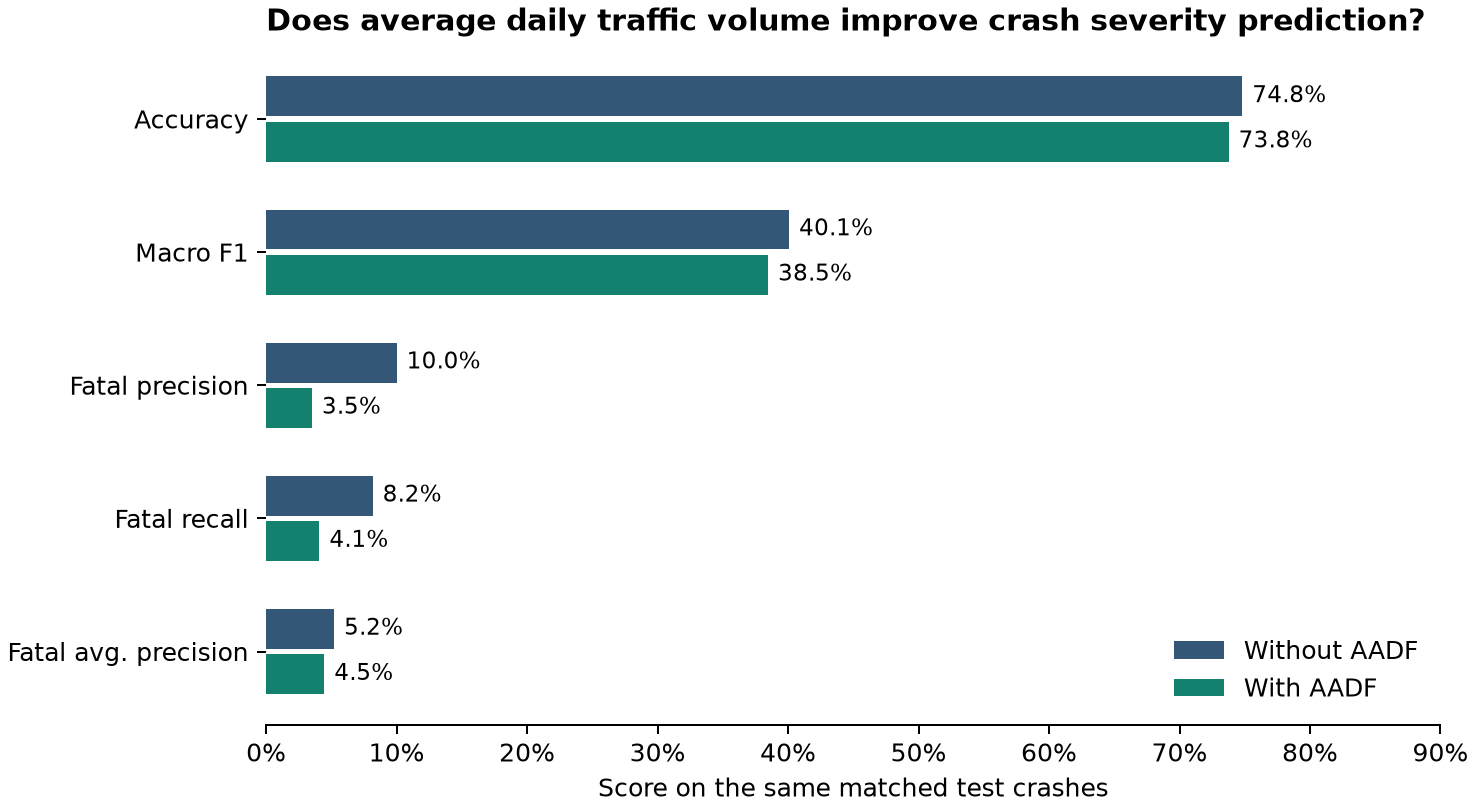 Does average daily traffic volume improve crash severity prediction?
Accuracy
74.8%
73.8%
Macro F1
40.1%
38.5%
Fatal precision
10.0%
3.5%
Fatal recall
8.2%
4.1%
Fatal avg. precision
5.2%
4.5%
Without AADF
With AADF
0% 10% 20% 30% 40% 50% 60% 70% 80% 90%
Score on the same matched test crashes